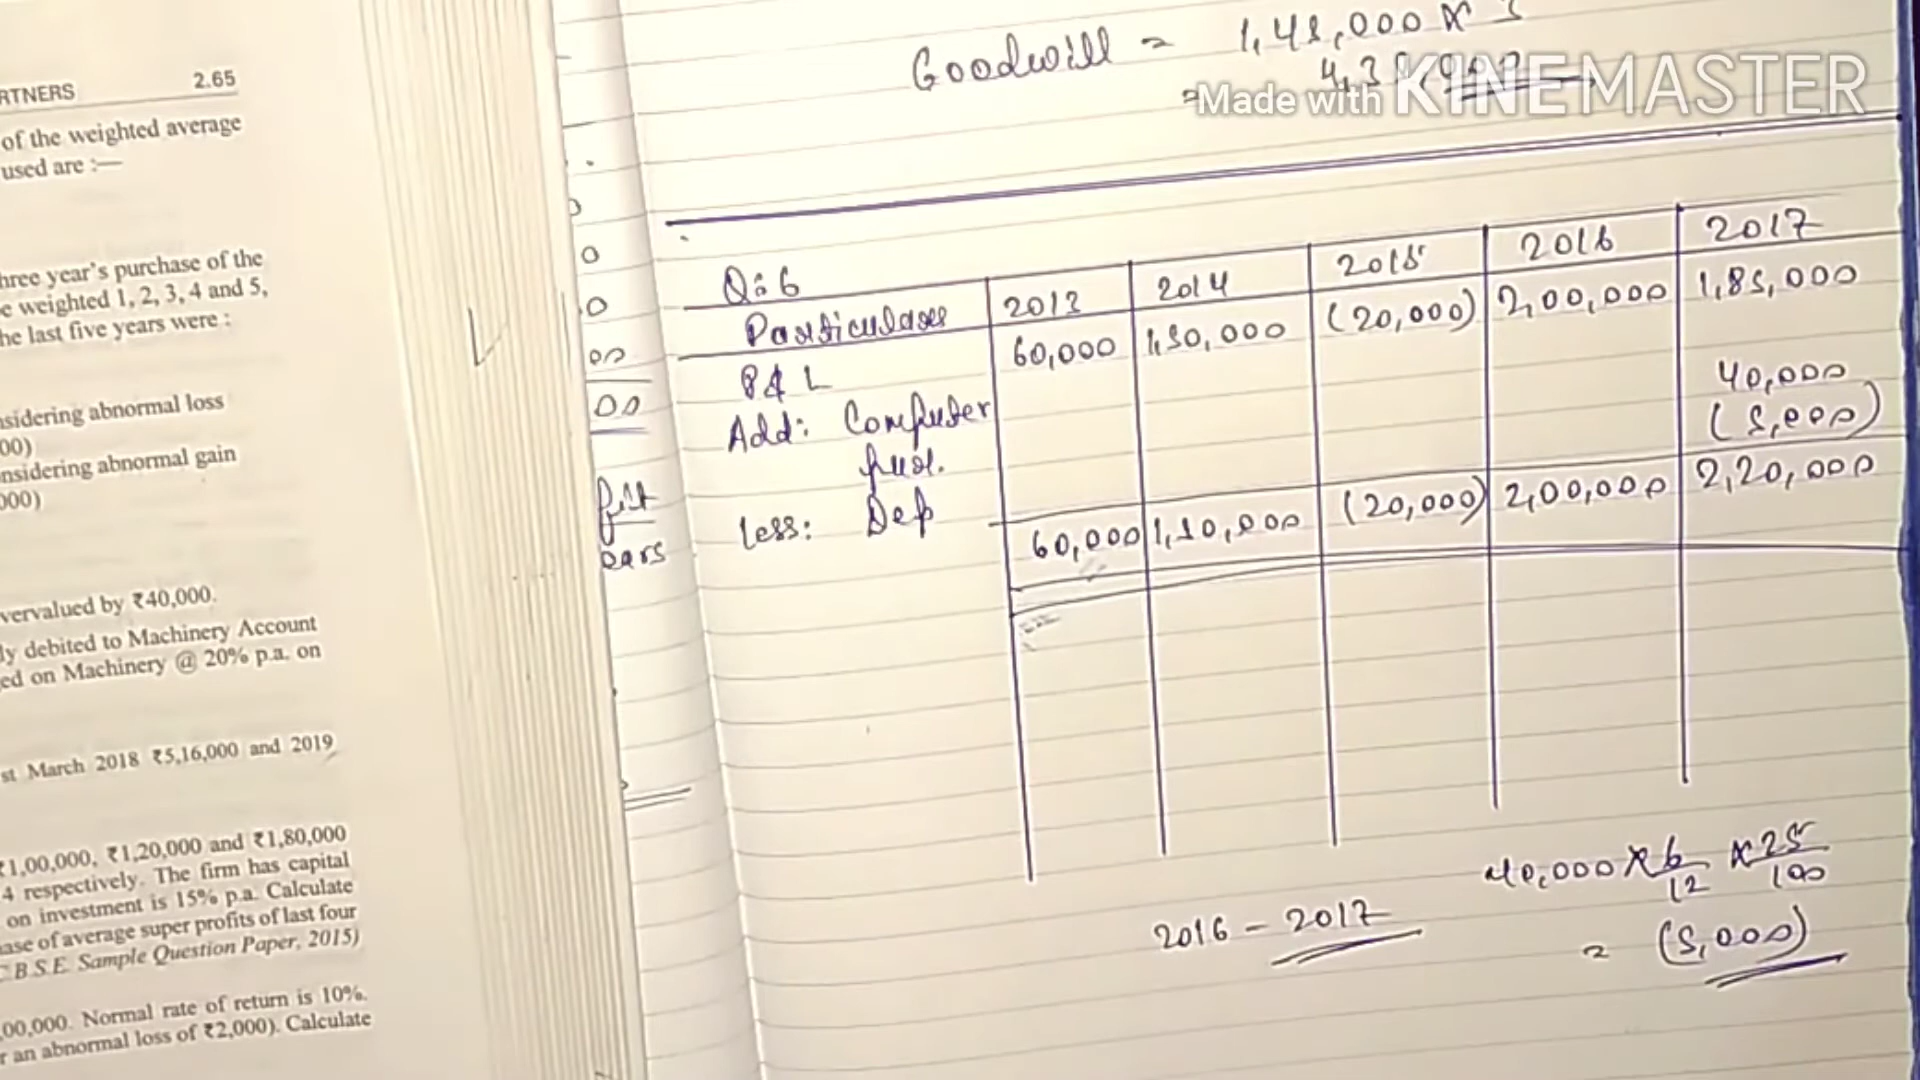 RTNERS 2.65
of the weighted average
used are :—
hree year's purchase of the
e weighted 1, 2, 3, 4 and 5,
he last five years were :
nsidering abnormal loss
00)
nsidering abnormal gain
000)
vervalued by ₹40,000.
ly debited to Machinery Account
ed on Machinery @ 20% p.a. on
st March 2018 ₹5,16,000 and 2019
₹1,00,000, ₹1,20,000 and ₹1,80,000
4 respectively. The firm has capital
on investment is 15% p.a. Calculate
ase of average super profits of last four
C.B.S.E. Sample Question Paper, 2015)
,00,000. Normal rate of return is 10%.
r an abnormal loss of ₹2,000). Calculate
Goodwill = 1,45,000 × 3
= 4,35,000
Made with KINEMASTER
Q:6
Particulars 2013 2014 2015 2016 2017
P&L 60,000 1,50,000 (20,000) 2,00,000 1,85,000
Add: Computer 40,000
pur. (5,000)
Less: Dep
60,000 1,50,000 (20,000) 2,00,000 2,20,000
2016 - 2017
40,000 × 6/12 × 25/100
= (5,000)